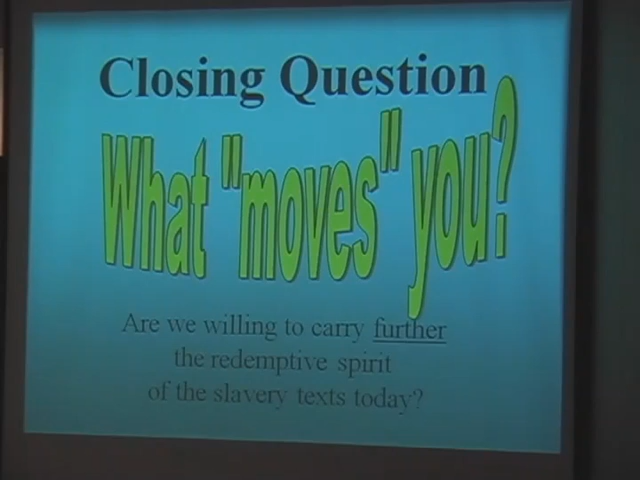 Closing Question
What "moves" you?
Are we willing to carry further
the redemptive spirit
of the slavery texts today?